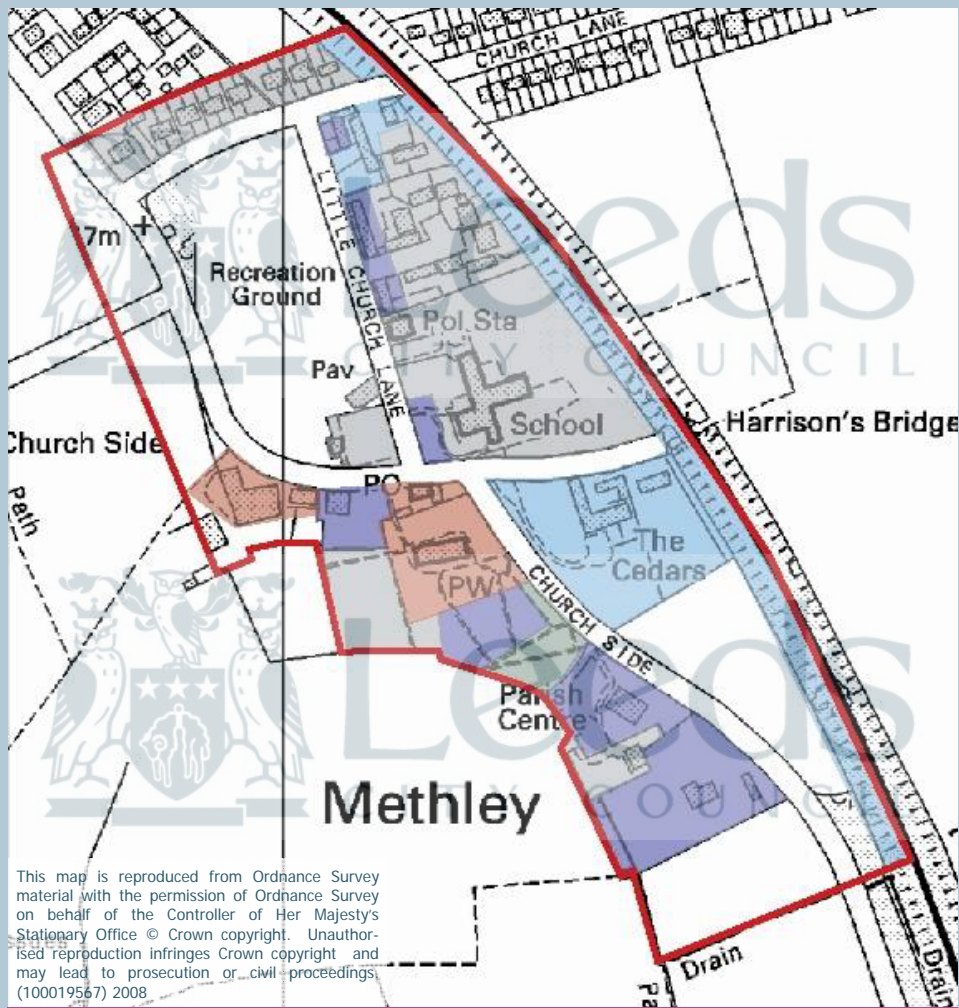 CHURCH LANE
7m
LITTLE CHURCH LANE
Recreation
Ground
Leeds
CITY COUNCIL
Pol Sta
Pav
School
Harrison's Bridge
Church Side
Path
PO
The
Cedars
PW
CHURCH SIDE
Parish
Centre
Leeds
CITY COUNCIL
Methley
This map is reproduced from Ordnance Survey
material with the permission of Ordnance Survey
on behalf of the Controller of Her Majesty's
Stationary Office © Crown copyright. Unauthor-
ised reproduction infringes Crown copyright and
may lead to prosecution or civil proceedings.
(100019567) 2008
Drain
Drain